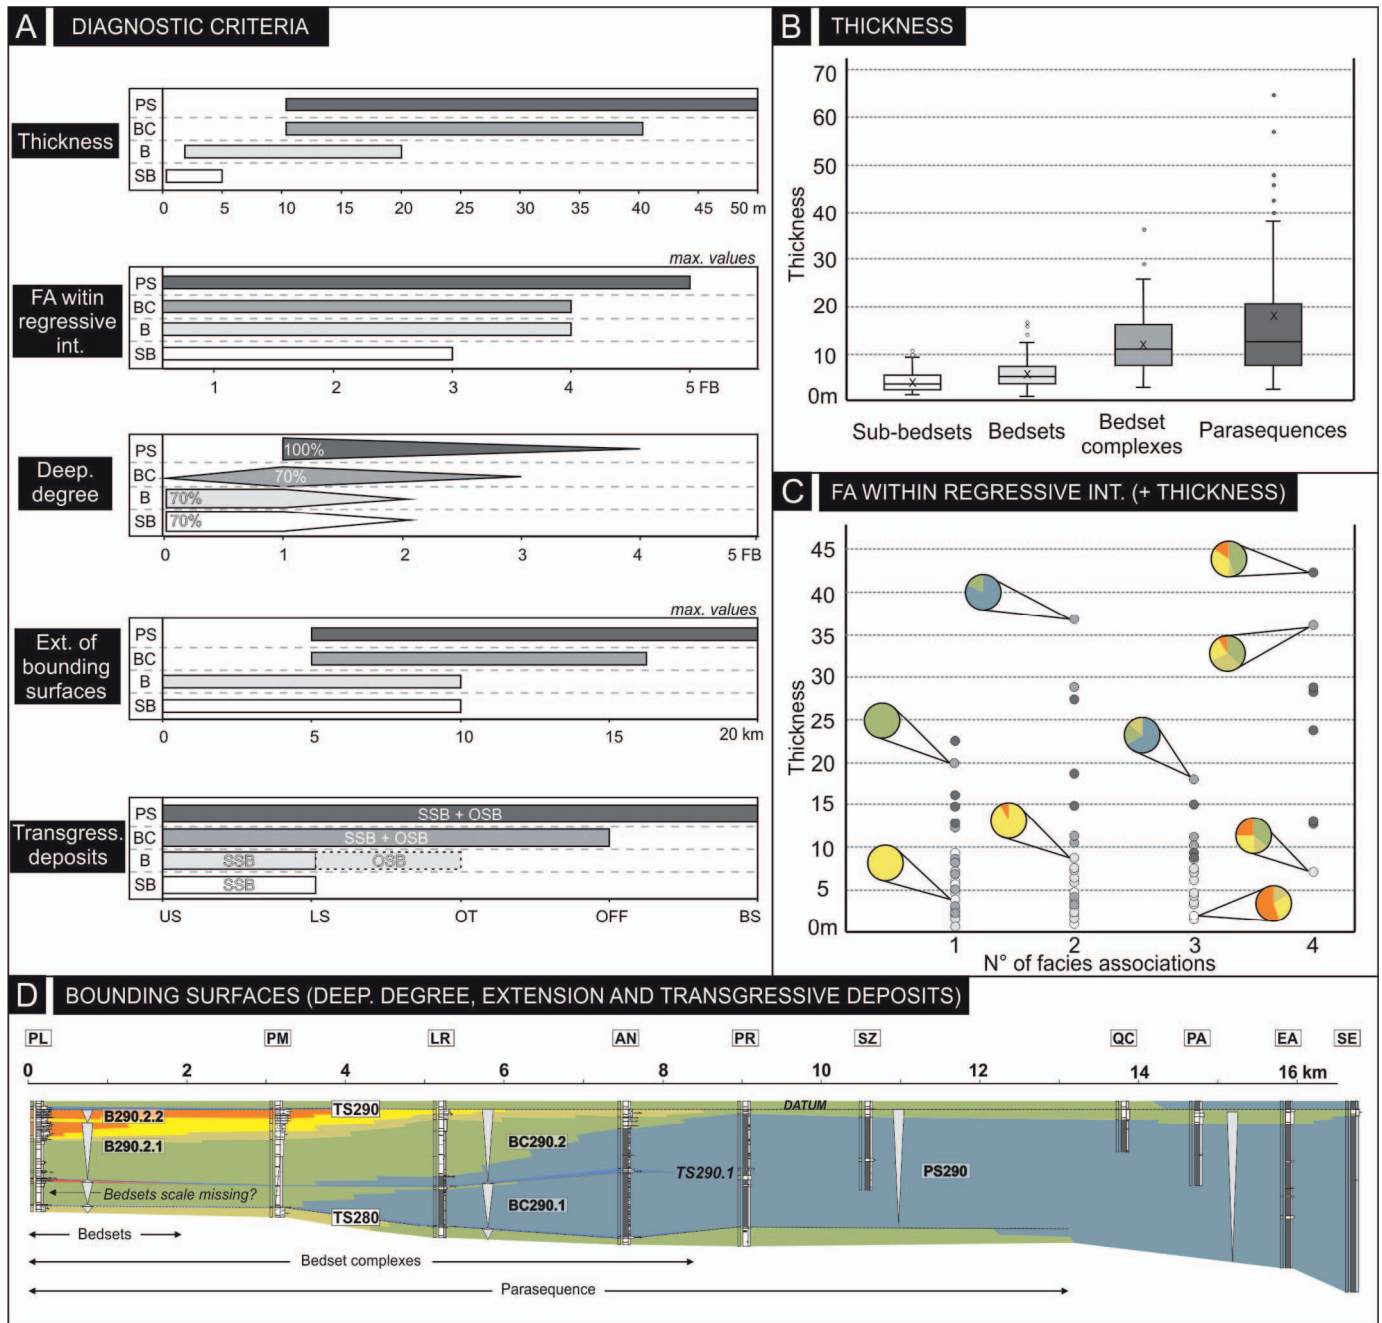 A DIAGNOSTIC CRITERIA
Thickness
PS
BC
B
SB
0 5 10 15 20 25 30 35 40 45 50 m
max. values
FA witin
regressive
int.
PS
BC
B
SB
1 2 3 4 5 FB
Deep.
degree
PS 100%
BC 70%
B 70%
SB 70%
0 1 2 3 4 5 FB
max. values
Ext. of
bounding
surfaces
PS
BC
B
SB
0 5 10 15 20 km
Transgress.
deposits
PS SSB + OSB
BC SSB + OSB
B SSB OSB
SB SSB
US LS OT OFF BS
B THICKNESS
Thickness
70
60
50
40
30
20
10
0m
Sub-bedsets Bedsets Bedset
complexes Parasequences
C FA WITHIN REGRESSIVE INT. (+ THICKNESS)
Thickness
45
40
35
30
25
20
15
10
5
0m
1 2 3 4
N° of facies associations
D BOUNDING SURFACES (DEEP. DEGREE, EXTENSION AND TRANSGRESSIVE DEPOSITS)
PL PM LR AN PR SZ QC PA EA SE
0 2 4 6 8 10 12 14 16 km
DATUM
B290.2.2 TS290
B290.2.1 BC290.2
TS290.1 PS290
Bedsets scale missing?
BC290.1
TS280
Bedsets
Bedset complexes
Parasequence